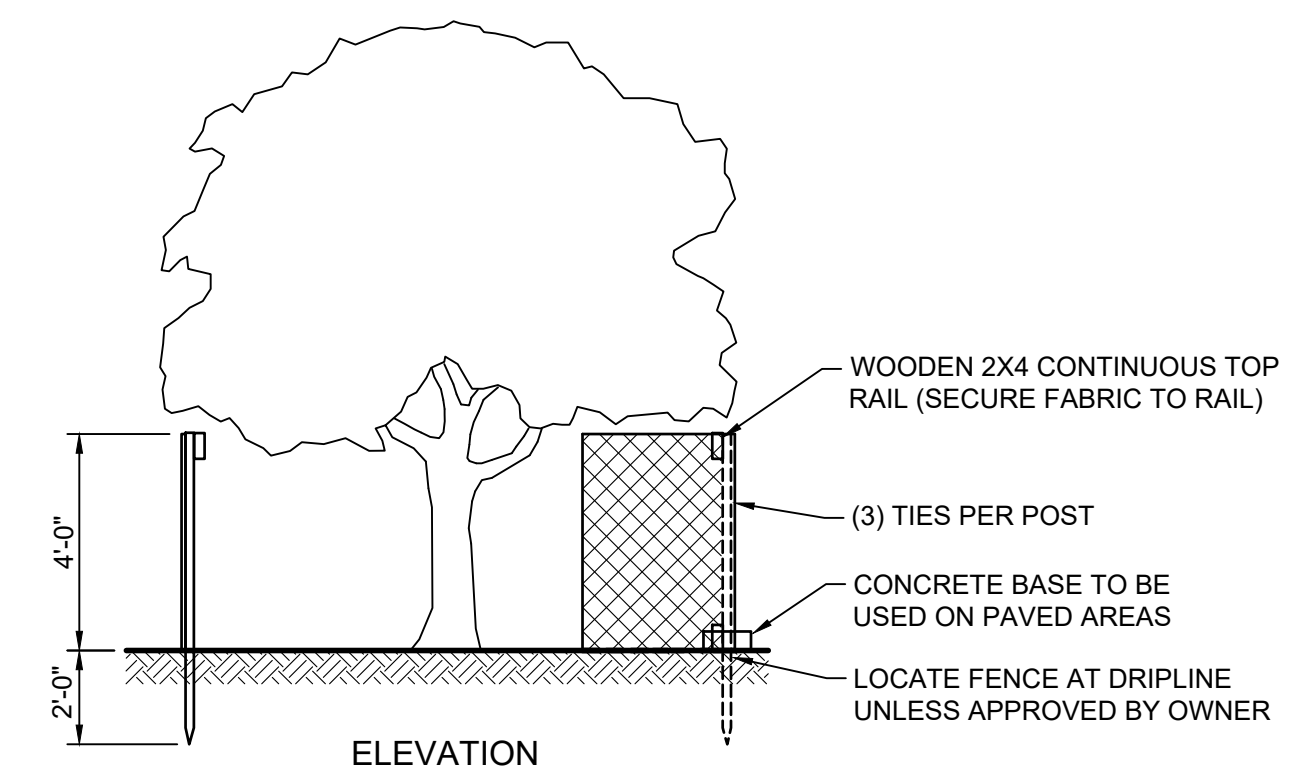 WOODEN 2X4 CONTINUOUS TOP
RAIL (SECURE FABRIC TO RAIL)
4'-0"
(3) TIES PER POST
CONCRETE BASE TO BE
USED ON PAVED AREAS
2'-0"
LOCATE FENCE AT DRIPLINE
UNLESS APPROVED BY OWNER
ELEVATION